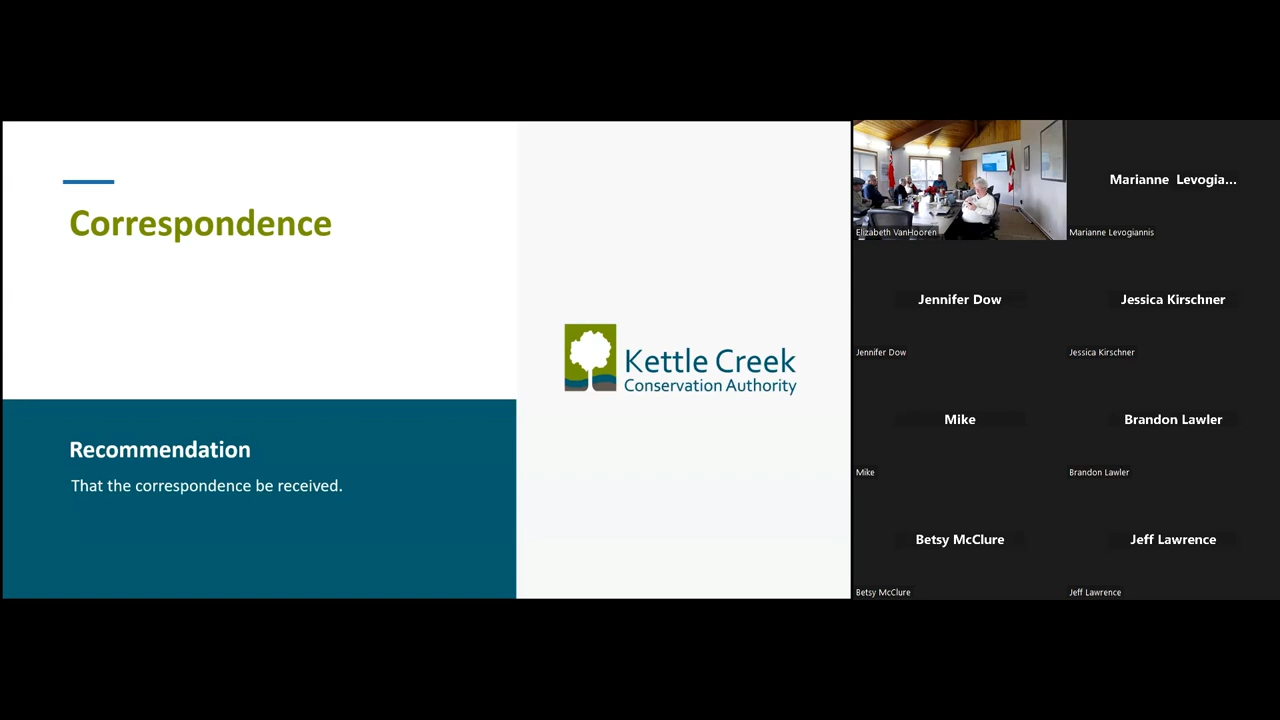 Correspondence
Recommendation
That the correspondence be received.
Kettle Creek
Conservation Authority
Elizabeth VanHooren
Marianne Levogia...
Marianne Levogiannis
Jennifer Dow
Jennifer Dow
Jessica Kirschner
Jessica Kirschner
Mike
Mike
Brandon Lawler
Brandon Lawler
Betsy McClure
Betsy McClure
Jeff Lawrence
Jeff Lawrence